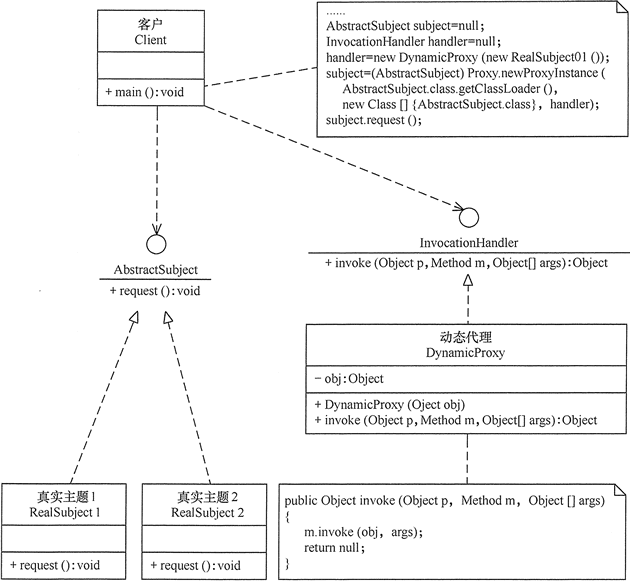 客户
Client
+ main ():void
……
AbstractSubject subject=null;
InvocationHandler handler=null;
handler=new DynamicProxy (new RealSubject01 ());
subject=(AbstractSubject) Proxy.newProxyInstance (
AbstractSubject.class.getClassLoader (),
new Class [] {AbstractSubject.class}, handler);
subject.request ();
AbstractSubject
+ request ():void
InvocationHandler
+ invoke (Object p,Method m,Object[] args):Object
动态代理
DynamicProxy
− obj:Object
+ DynamicProxy (Oject obj)
+ invoke (Object p,Method m,Object[] args):Object
真实主题1
RealSubject 1
+ request ():void
真实主题2
RealSubject 2
+ request ():void
public Object invoke (Object p, Method m, Object [] args)
{
m.invoke (obj, args);
return null;
}